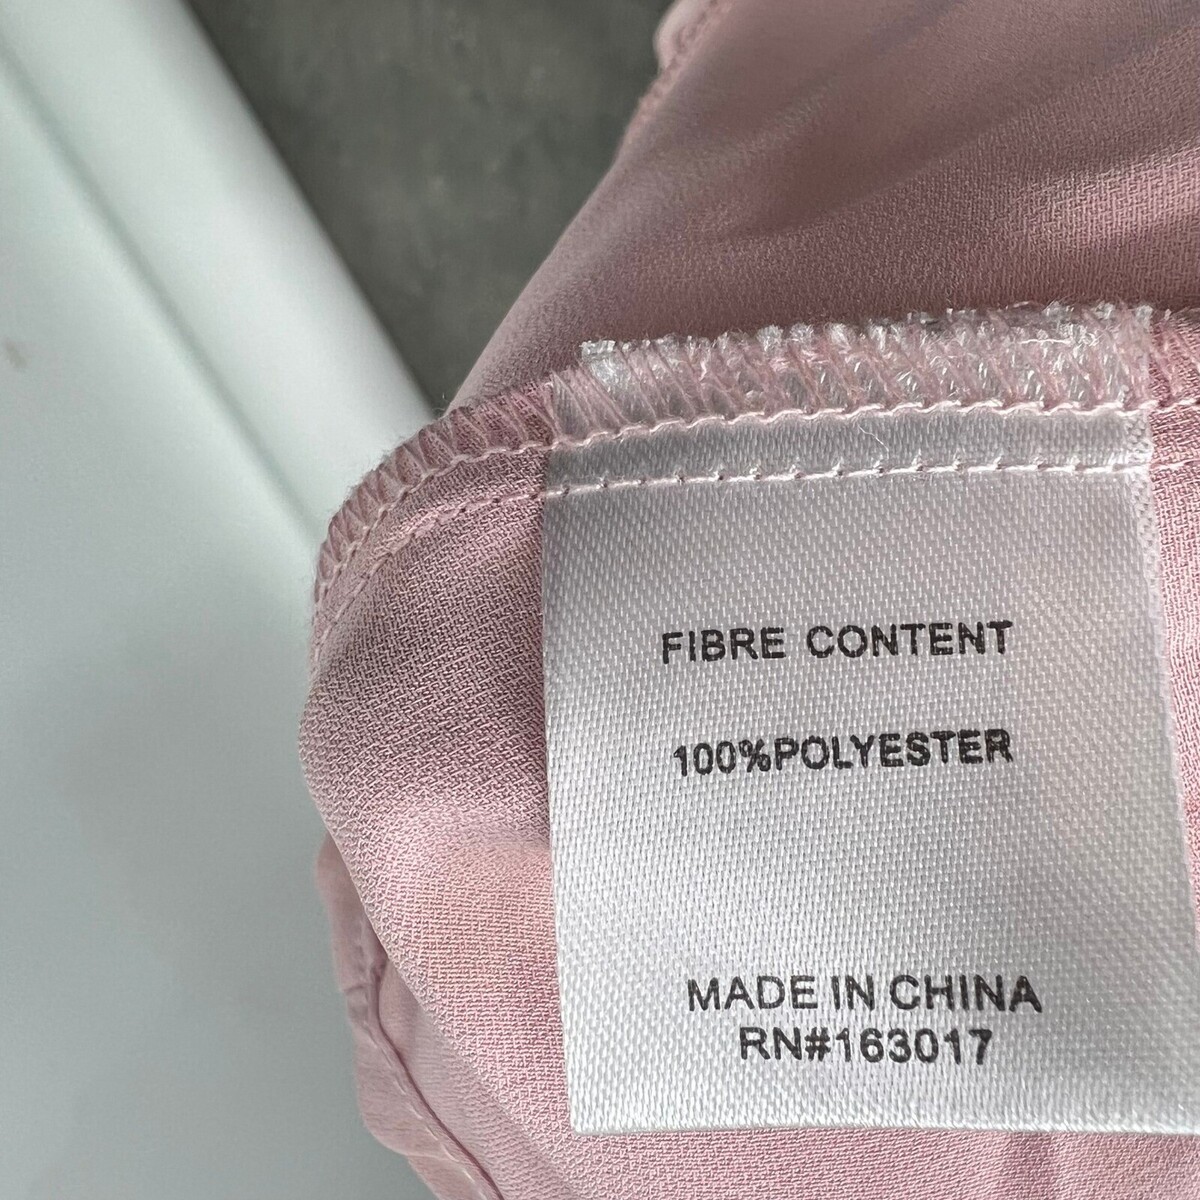 FIBRE CONTENT
100%POLYESTER
MADE IN CHINA
RN#163017